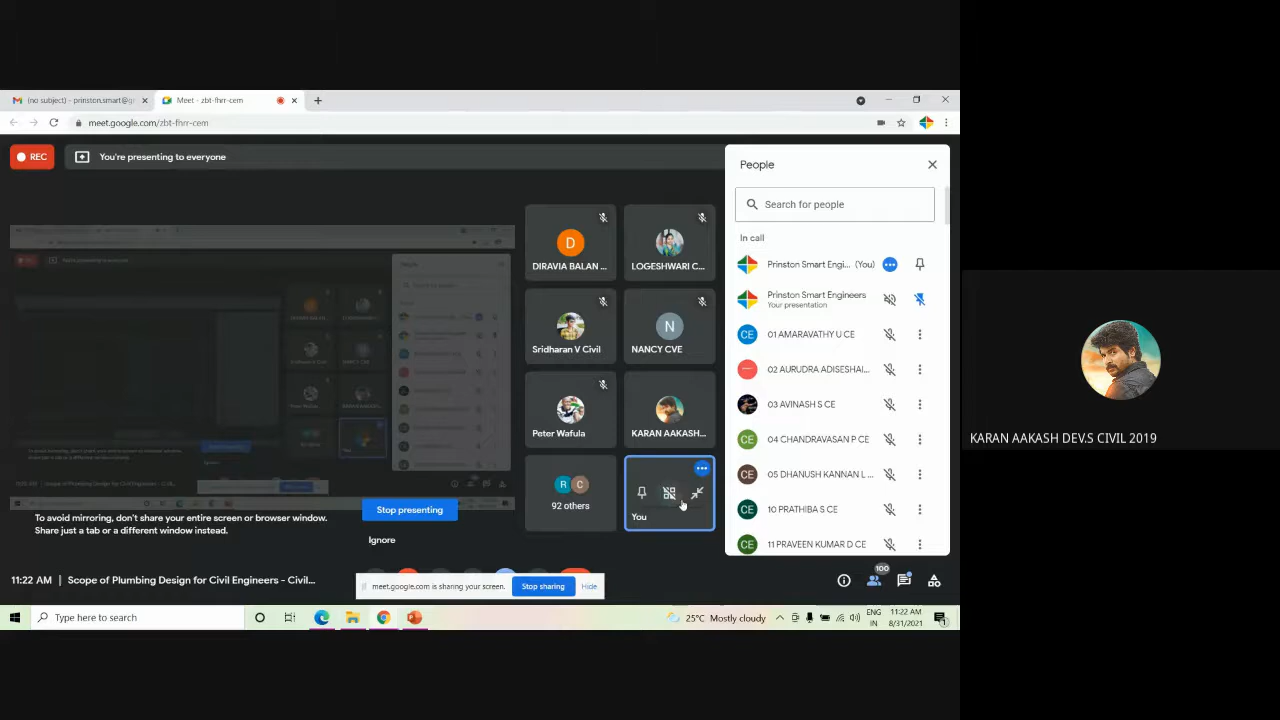 (no subject) - prinston.smart@g
Meet - zbt-fhrr-cem
meet.google.com/zbt-fhrr-cem
REC
You're presenting to everyone
DIRAVIA BALAN ...
LOGESHWARI C...
Sridharan V Civil
N
NANCY CVE
Peter Wafula
KARAN AAKASH...
R
C
92 others
You
D
To avoid mirroring, don't share your entire screen or browser window.
Share just a tab or a different window instead.
Stop presenting
Ignore
People
Search for people
In call
Prinston Smart Engi... (You)
Prinston Smart Engineers
Your presentation
CE 01 AMARAVATHY U CE
02 AURUDRA ADISESHAI...
03 AVINASH S CE
CE 04 CHANDRAVASAN P CE
CE 05 DHANUSH KANNAN L ...
CE 10 PRATHIBA S CE
CE 11 PRAVEEN KUMAR D CE
11:22 AM | Scope of Plumbing Design for Civil Engineers - Civil...
meet.google.com is sharing your screen.
Stop sharing
Hide
100
Type here to search
25°C Mostly cloudy
ENG
IN
11:22 AM
8/31/2021
KARAN AAKASH DEV.S CIVIL 2019